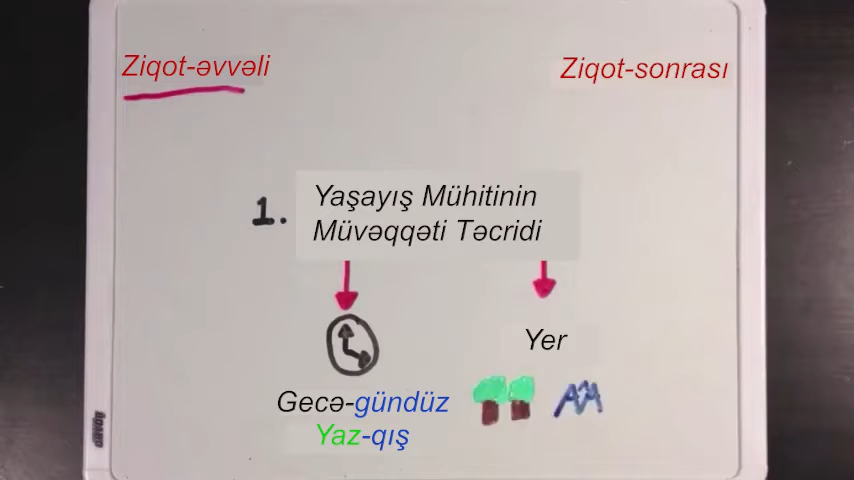 Ziqot-əvvəli
Ziqot-sonrası
1. Yaşayış Mühitinin
Müvəqqəti Təcridi
Yer
Gecə-gündüz
Yaz-qış